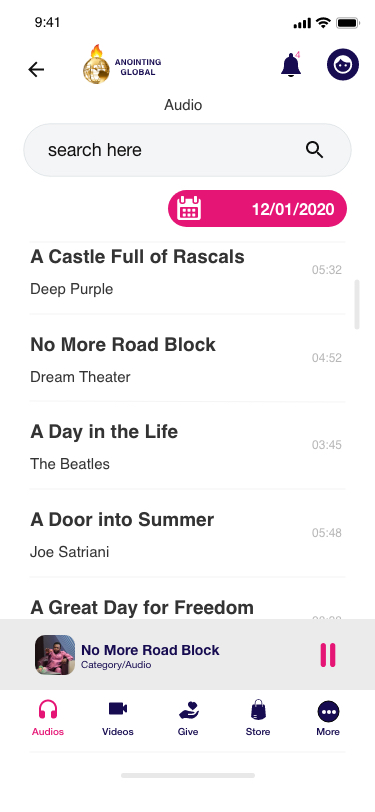 9:41
ANOINTING
GLOBAL
4
Audio
search here
12/01/2020
A Castle Full of Rascals
05:32
Deep Purple
No More Road Block
04:52
Dream Theater
A Day in the Life
03:45
The Beatles
A Door into Summer
05:48
Joe Satriani
A Great Day for Freedom
No More Road Block
Category/Audio
Audios
Videos
Give
Store
More